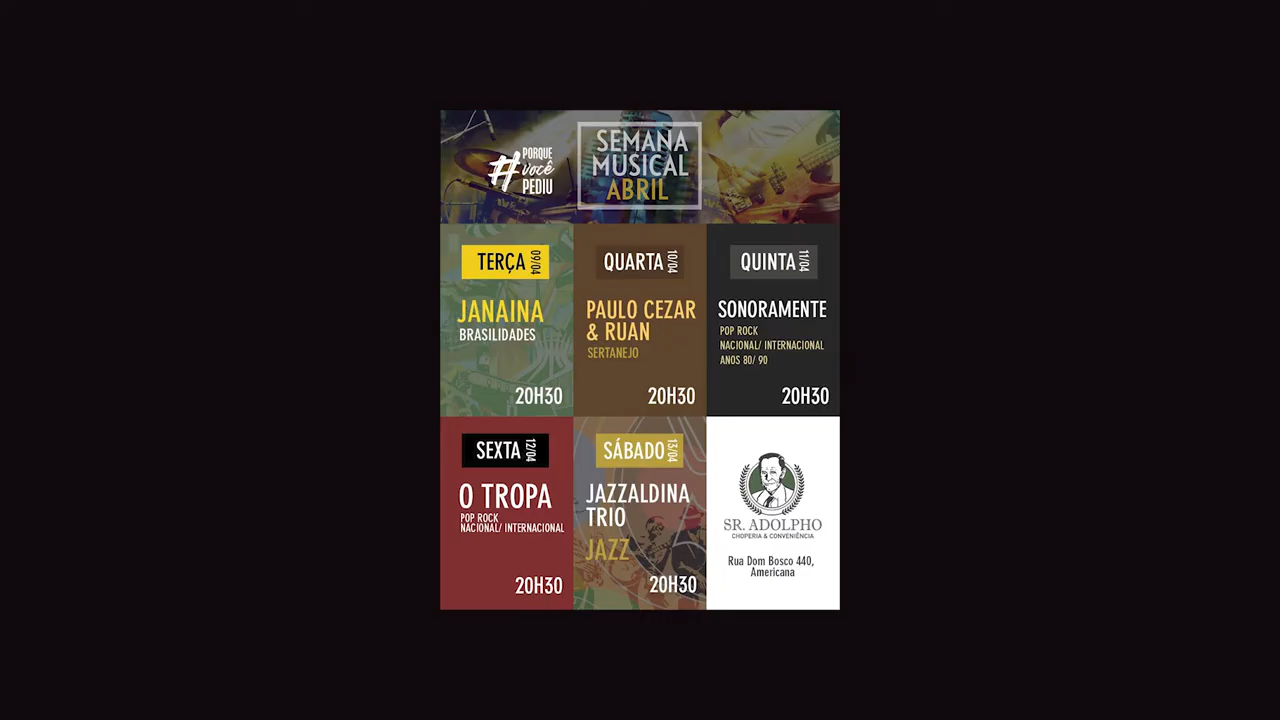 #PORQUE
você
PEDIU
SEMANA
MUSICAL
ABRIL
TERÇA 09/04
JANAINA
BRASILIDADES
20H30
QUARTA 10/04
PAULO CEZAR
& RUAN
SERTANEJO
20H30
QUINTA 11/04
SONORAMENTE
POP ROCK
NACIONAL/ INTERNACIONAL
ANOS 80/ 90
20H30
SEXTA 12/04
O TROPA
POP ROCK
NACIONAL/ INTERNACIONAL
20H30
SÁBADO 13/04
JAZZALDINA
TRIO
JAZZ
20H30
SR. ADOLPHO
CHOPERIA & CONVENIÊNCIA
Rua Dom Bosco 440,
Americana